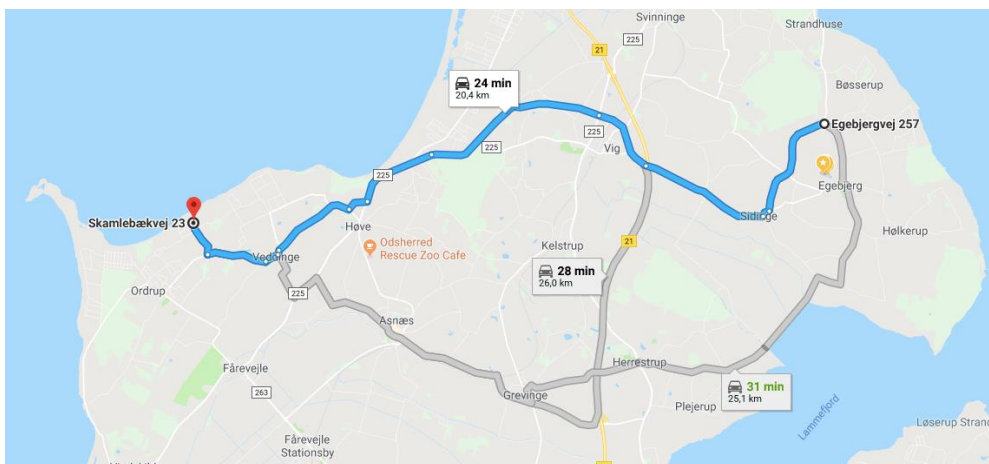 Svinninge
Strandhuse
225
21
Bøsserup
24 min
20,4 km
Egebjergvej 257
225
225
225
Vig
Egebjerg
225
Skamlebækvej 23
Sidinge
Hølkerup
Høve
Odsherred
Rescue Zoo Cafe
Kelstrup
21
Veddinge
28 min
26,0 km
Ordrup
225
Asnæs
Herrestrup
Fårevejle
31 min
25,1 km
263
Grevinge
Plejerup
Lammefjord
Løserup Strand
Fårevejle
Stationsby